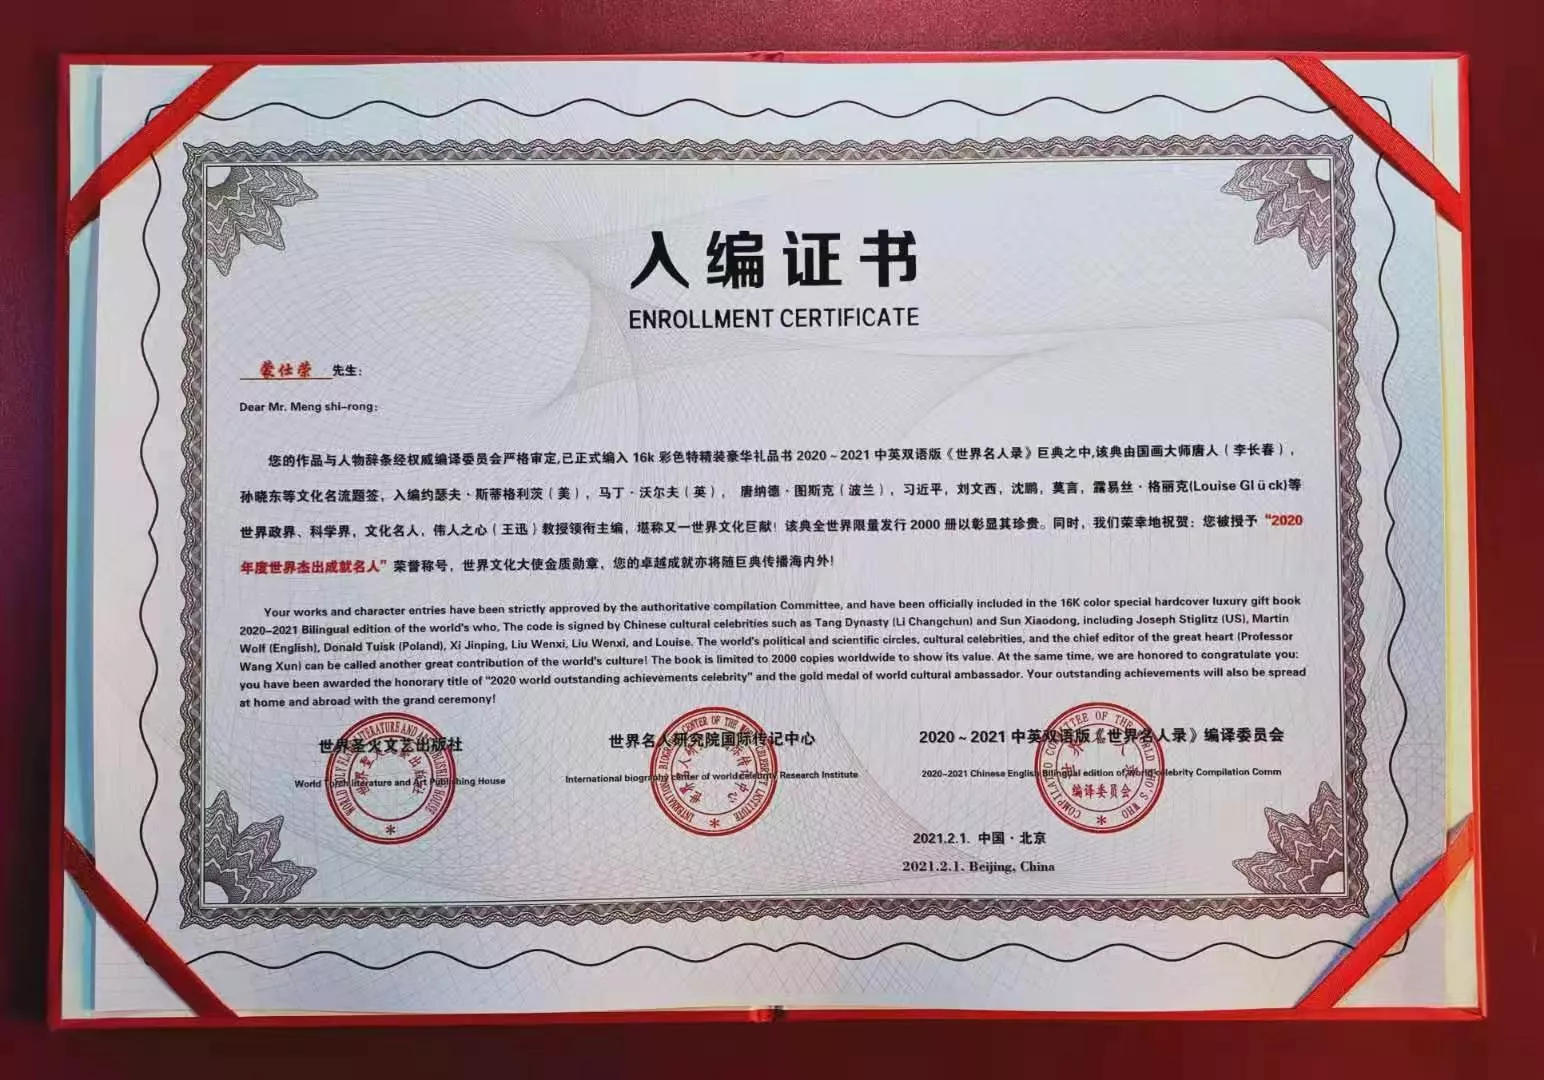 入编证书
ENROLLMENT CERTIFICATE
蒙仕荣 先生：
Dear Mr. Meng shi-rong:
您的作品与人物辞条经权威编译委员会严格审定,已正式编入 16k 彩色特精装豪华礼品书 2020~2021 中英双语版《世界名人录》巨典之中,该典由国画大师唐人（李长春），
孙晓东等文化名流题签，入编约瑟夫·斯蒂格利茨（美），马丁·沃尔夫（英）， 唐纳德·图斯克（波兰），习近平，刘文西，沈鹏，莫言，露易丝·格丽克(Louise Glück)等
世界政界、科学界，文化名人，伟人之心（王迅）教授领衔主编，堪称又一世界文化巨献！该典全世界限量发行 2000 册以彰显其珍贵。同时，我们荣幸地祝贺：您被授予“2020
年度世界杰出成就名人”荣誉称号，世界文化大使金质勋章，您的卓越成就亦将随巨典传播海内外！
Your works and character entries have been strictly approved by the authoritative compilation Committee, and have been officially included in the 16K color special hardcover luxury gift book
2020-2021 Bilingual edition of the world's who, The code is signed by Chinese cultural celebrities such as Tang Dynasty (Li Changchun) and Sun Xiaodong, including Joseph Stiglitz (US), Martin
Wolf (English), Donald Tuisk (Poland), Xi Jinping, Liu Wenxi, Liu Wenxi, and Louise. The world's political and scientific circles, cultural celebrities, and the chief editor of the great heart (Professor
Wang Xun) can be called another great contribution of the world's culture! The book is limited to 2000 copies worldwide to show its value. At the same time, we are honored to congratulate you:
you have been awarded the honorary title of "2020 world outstanding achievements celebrity" and the gold medal of world cultural ambassador. Your outstanding achievements will also be spread
at home and abroad with the grand ceremony!
世界圣火文艺出版社
World Torch literature and Art Publishing House
世界名人研究院国际传记中心
International biography center of world celebrity Research Institute
2020~2021 中英双语版《世界名人录》编译委员会
2020-2021 Chinese English Bilingual edition of World celebrity Compilation Comm
编译委员会
2021.2.1. 中国·北京
2021.2.1. Beijing, China